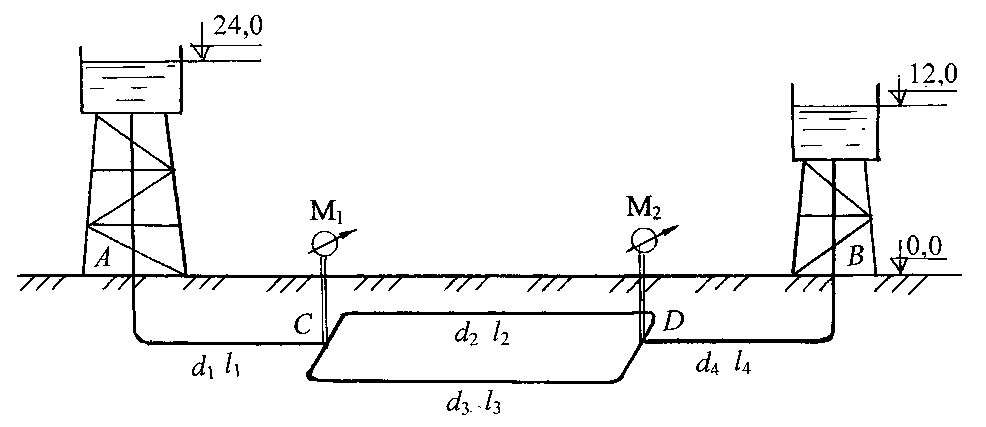 24,0
12,0
M₁
M₂
A
B
0,0
C
d₂ l₂
D
d₁ l₁
d₄ l₄
d₃ l₃